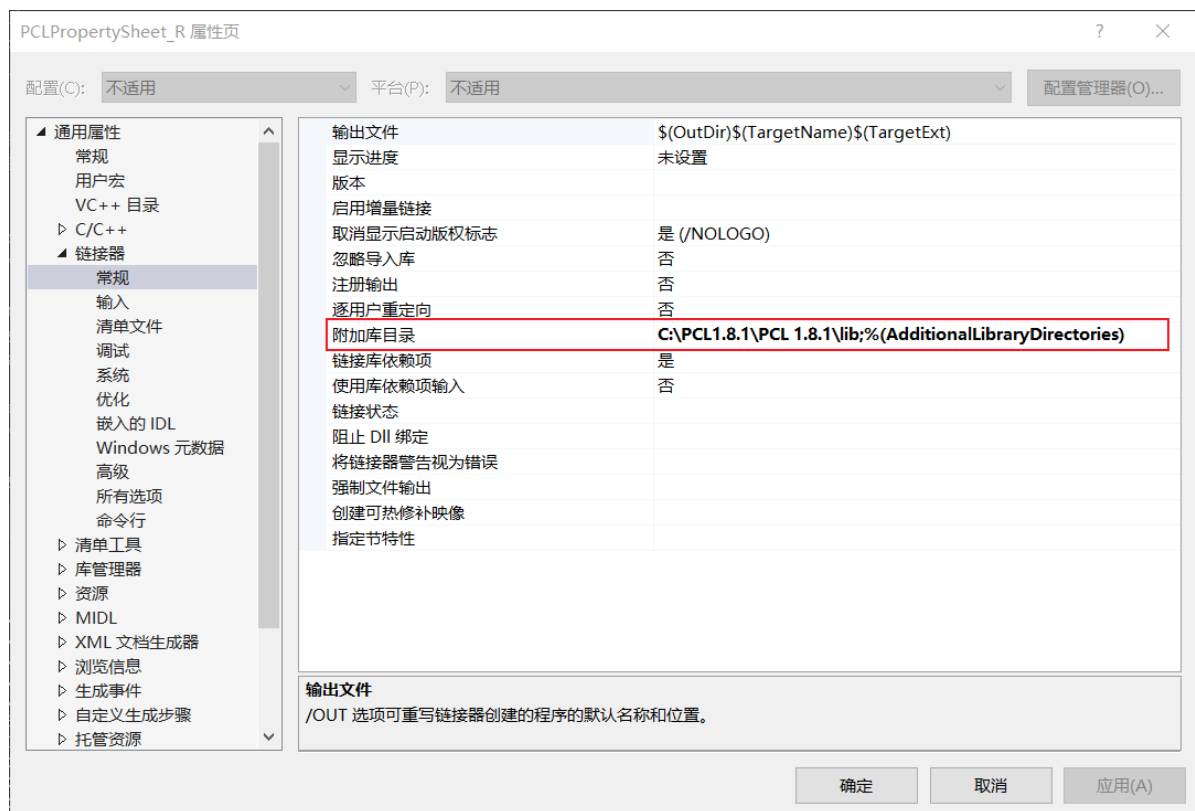 PCLPropertySheet_R 属性页
配置(C): 不适用 平台(P): 不适用 配置管理器(O)...
通用属性
常规
用户宏
VC++ 目录
C/C++
链接器
常规
输入
清单文件
调试
系统
优化
嵌入的 IDL
Windows 元数据
高级
所有选项
命令行
清单工具
库管理器
资源
MIDL
XML 文档生成器
浏览信息
生成事件
自定义生成步骤
托管资源
输出文件 $(OutDir)$(TargetName)$(TargetExt)
显示进度 未设置
版本
启用增量链接
取消显示启动版权标志 是 (/NOLOGO)
忽略导入库 否
注册输出 否
逐用户重定向 否
附加库目录 C:\PCL1.8.1\PCL 1.8.1\lib;%(AdditionalLibraryDirectories)
链接库依赖项 是
使用库依赖项输入 否
链接状态
阻止 Dll 绑定
将链接器警告视为错误
强制文件输出
创建可热修补映像
指定节特性
输出文件
/OUT 选项可重写链接器创建的程序的默认名称和位置。
确定 取消 应用(A)